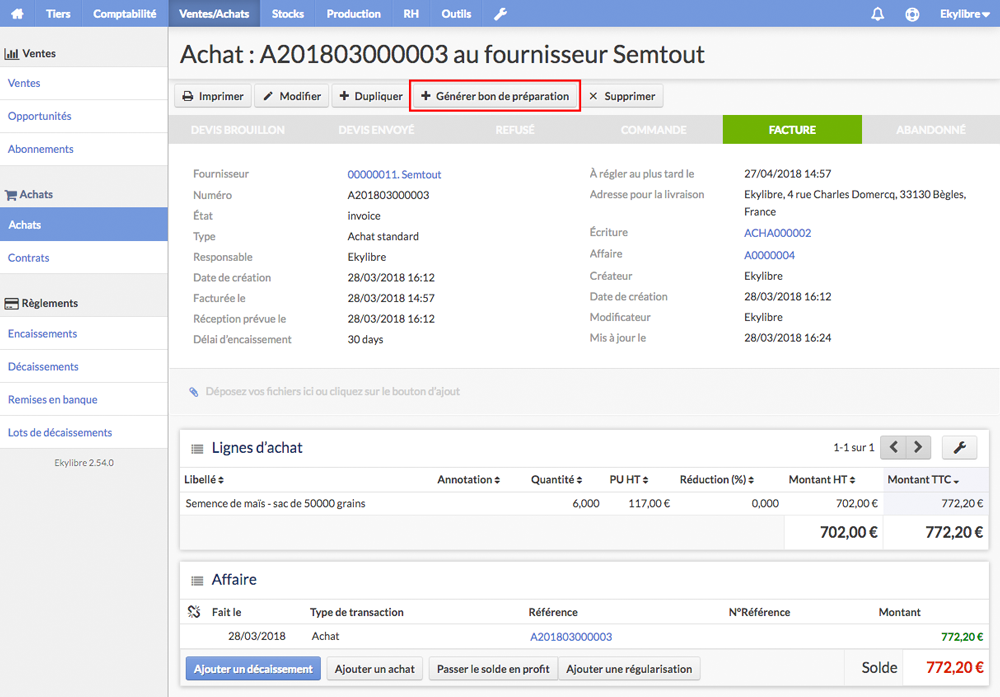 Tiers Comptabilité Ventes/Achats Stocks Production RH Outils Ekylibre
Ventes
Ventes
Opportunités
Abonnements
Achats
Achats
Contrats
Règlements
Encaissements
Décaissements
Remises en banque
Lots de décaissements
Ekylibre 2.54.0
Achat : A201803000003 au fournisseur Semtout
Imprimer Modifier Dupliquer Générer bon de préparation Supprimer
DEVIS BROUILLON DEVIS ENVOYÉ REFUSÉ COMMANDE FACTURE ABANDONNÉ
Fournisseur 00000011. Semtout
Numéro A201803000003
État invoice
Type Achat standard
Responsable Ekylibre
Date de création 28/03/2018 16:12
Facturée le 28/03/2018 14:57
Réception prévue le 28/03/2018 16:12
Délai d'encaissement 30 days
À régler au plus tard le 27/04/2018 14:57
Adresse pour la livraison Ekylibre, 4 rue Charles Domercq, 33130 Bègles,
France
Écriture ACHA000002
Affaire A0000004
Créateur Ekylibre
Date de création 28/03/2018 16:12
Modificateur Ekylibre
Mis à jour le 28/03/2018 16:24
Déposez vos fichiers ici ou cliquez sur le bouton d'ajout
Lignes d'achat 1-1 sur 1
Libellé Annotation Quantité PU HT Réduction (%) Montant HT Montant TTC
Semence de maïs - sac de 50000 grains 6,000 117,00 € 0,000 702,00 € 772,20 €
702,00 € 772,20 €
Affaire
Fait le Type de transaction Référence N°Référence Montant
28/03/2018 Achat A201803000003 772,20 €
Ajouter un décaissement Ajouter un achat Passer le solde en profit Ajouter une régularisation Solde 772,20 €